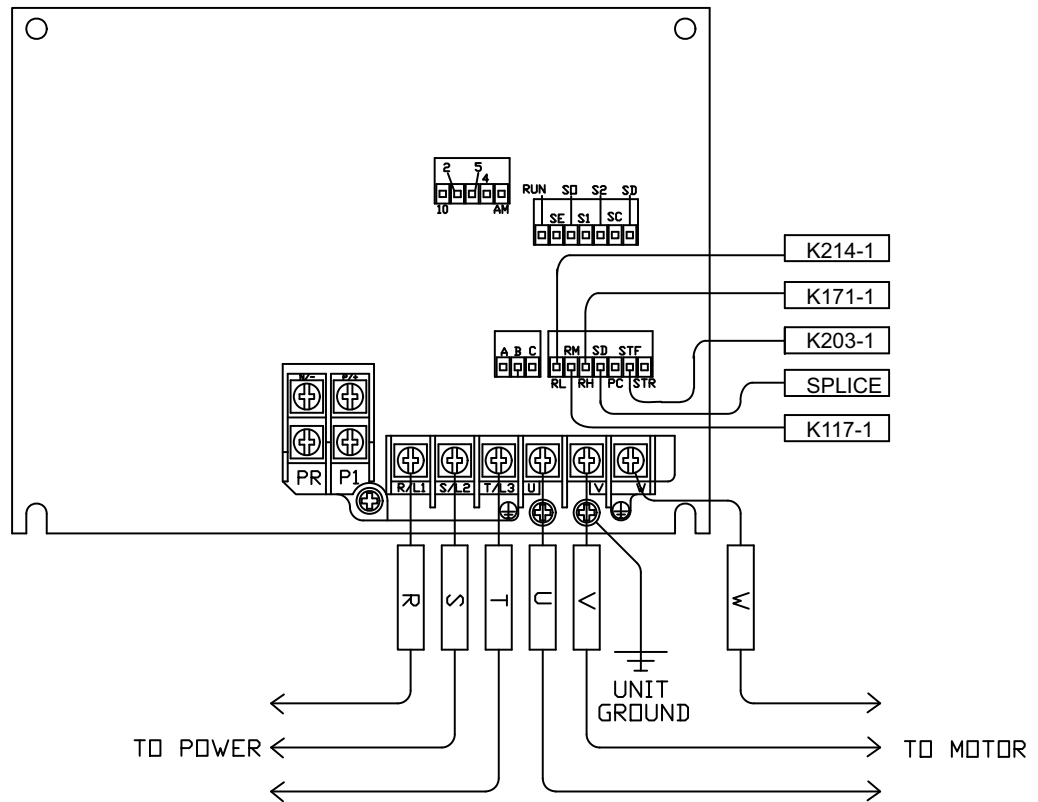 2 5
4
10 AM
RUN S0 S2 SD
SE S1 SC
K214-1
K171-1
K203-1
SPLICE
K117-1
A B C
RM SD STF
RL RH PC STR
N/- P/+
PR P1
R/L1 S/L2 T/L3 U V
R S T U V W
UNIT
GROUND
TO POWER
TO MOTOR